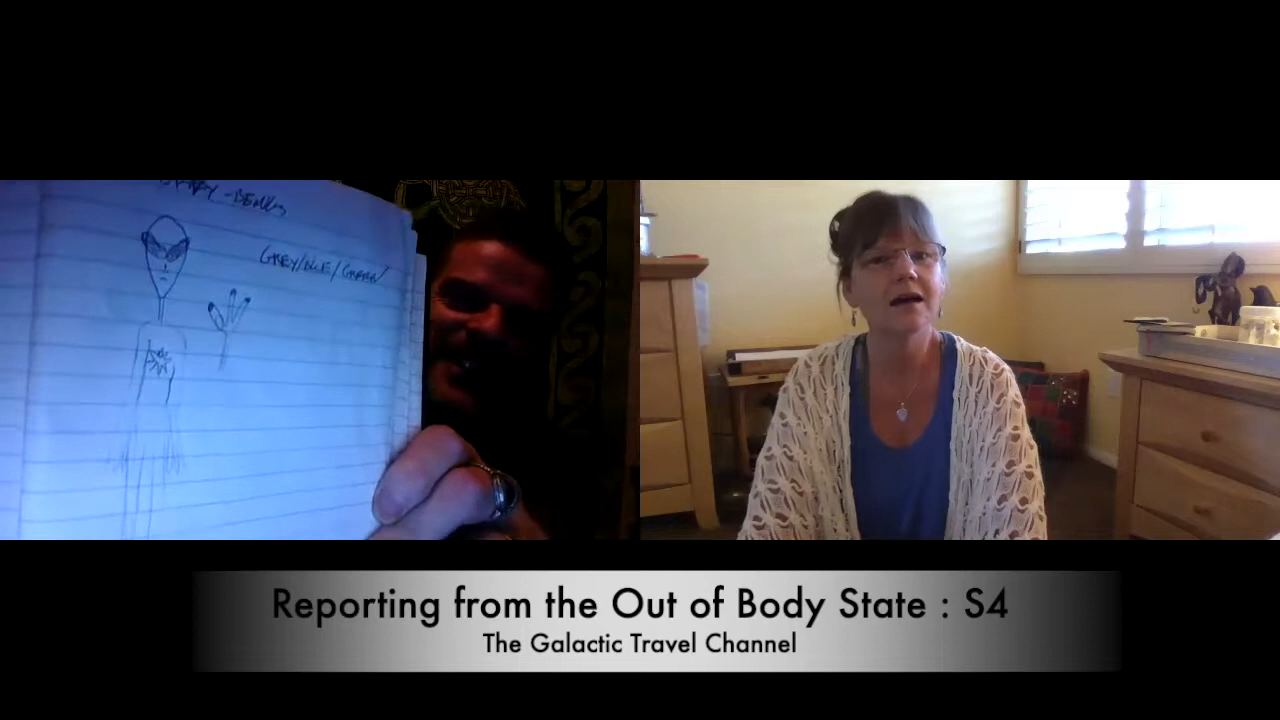 GREY/BLUE/GREEN
Reporting from the Out of Body State : S4
The Galactic Travel Channel